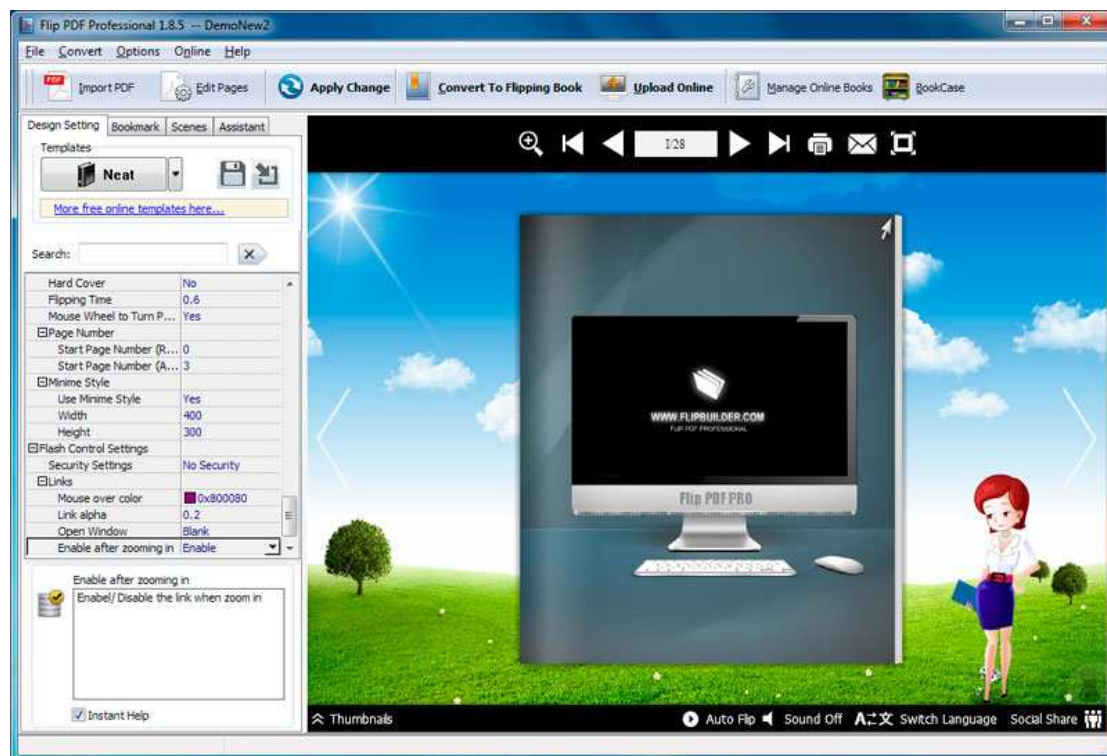 Flip PDF Professional 1.8.5 -- DemoNew2
File Convert Options Online Help
PDF Import PDF Edit Pages Apply Change Convert To Flipping Book Upload Online Manage Online Books BookCase
Design Setting Bookmark Scenes Assistant
Templates
Neat
More free online templates here...
Search:
Hard Cover No
Flipping Time 0.6
Mouse Wheel to Turn P... Yes
Page Number
Start Page Number (R... 0
Start Page Number (A... 3
Minime Style
Use Minime Style Yes
Width 400
Height 300
Flash Control Settings
Security Settings No Security
Links
Mouse over color 0x800080
Link alpha 0.2
Open Window Blank
Enable after zooming in Enable
Enable after zooming in
Enabel/ Disable the link when zoom in
Instant Help
1/28
WWW.FLIPBUILDER.COM
FLIP PDF PROFESSIONAL
Flip PDF PRO
Thumbnails Auto Flip Sound Off A文 Switch Language Social Share